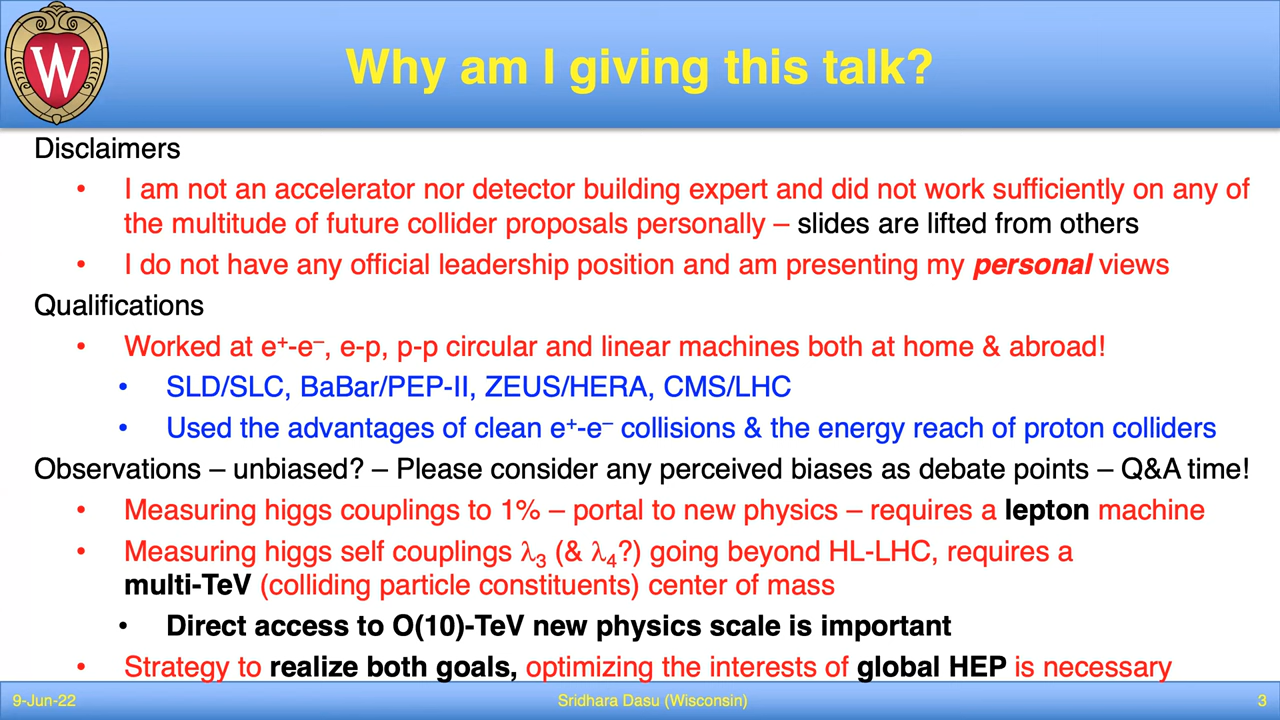 W
Why am I giving this talk?
Disclaimers
• I am not an accelerator nor detector building expert and did not work sufficiently on any of
the multitude of future collider proposals personally – slides are lifted from others
• I do not have any official leadership position and am presenting my personal views
Qualifications
• Worked at e⁺-e⁻, e-p, p-p circular and linear machines both at home & abroad!
• SLD/SLC, BaBar/PEP-II, ZEUS/HERA, CMS/LHC
• Used the advantages of clean e⁺-e⁻ collisions & the energy reach of proton colliders
Observations – unbiased? – Please consider any perceived biases as debate points – Q&A time!
• Measuring higgs couplings to 1% – portal to new physics – requires a lepton machine
• Measuring higgs self couplings λ₃ (& λ₄?) going beyond HL-LHC, requires a
multi-TeV (colliding particle constituents) center of mass
• Direct access to O(10)-TeV new physics scale is important
• Strategy to realize both goals, optimizing the interests of global HEP is necessary
9-Jun-22
Sridhara Dasu (Wisconsin)
3